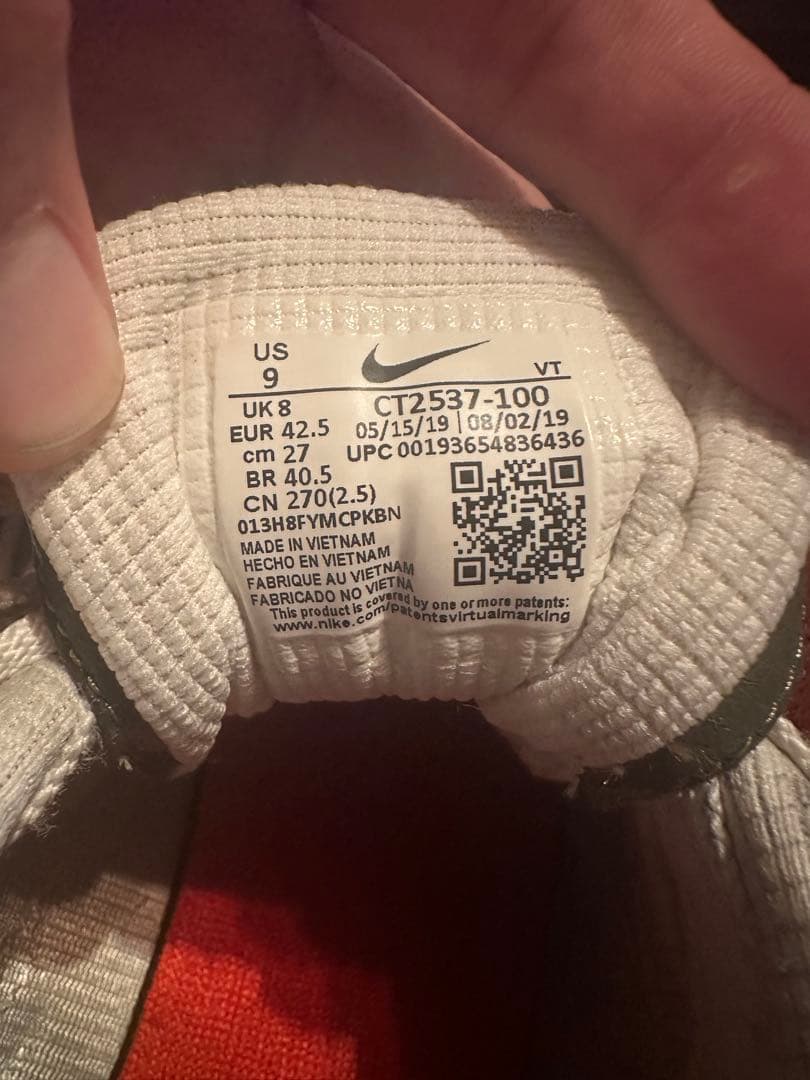 US
9
VT
UK 8
CT2537-100
EUR 42.5
05/15/19 | 08/02/19
cm 27
UPC 00193654836436
BR 40.5
CN 270(2.5)
013H8FYMCPKBN
MADE IN VIETNAM
HECHO EN VIETNAM
FABRIQUE AU VIETNAM
FABRICADO NO VIETNA
This product is covered by one or more patents:
www.nike.com/patentsvirtualmarking